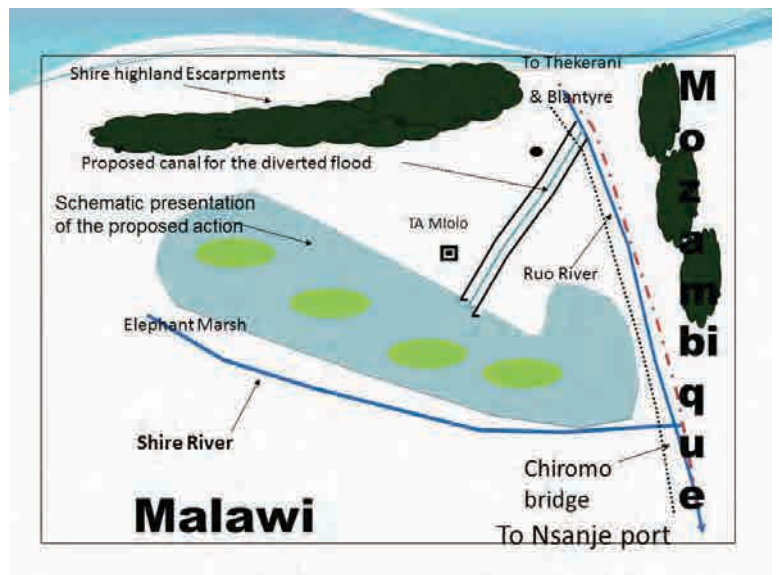 To Thekerani
& Blantyre
Shire highland Escarpments
Mozambique
Proposed canal for the diverted flood
Schematic presentation
of the proposed action
TA Mlolo
Ruo River
Elephant Marsh
Shire River
Chiromo
bridge
Malawi
To Nsanje port